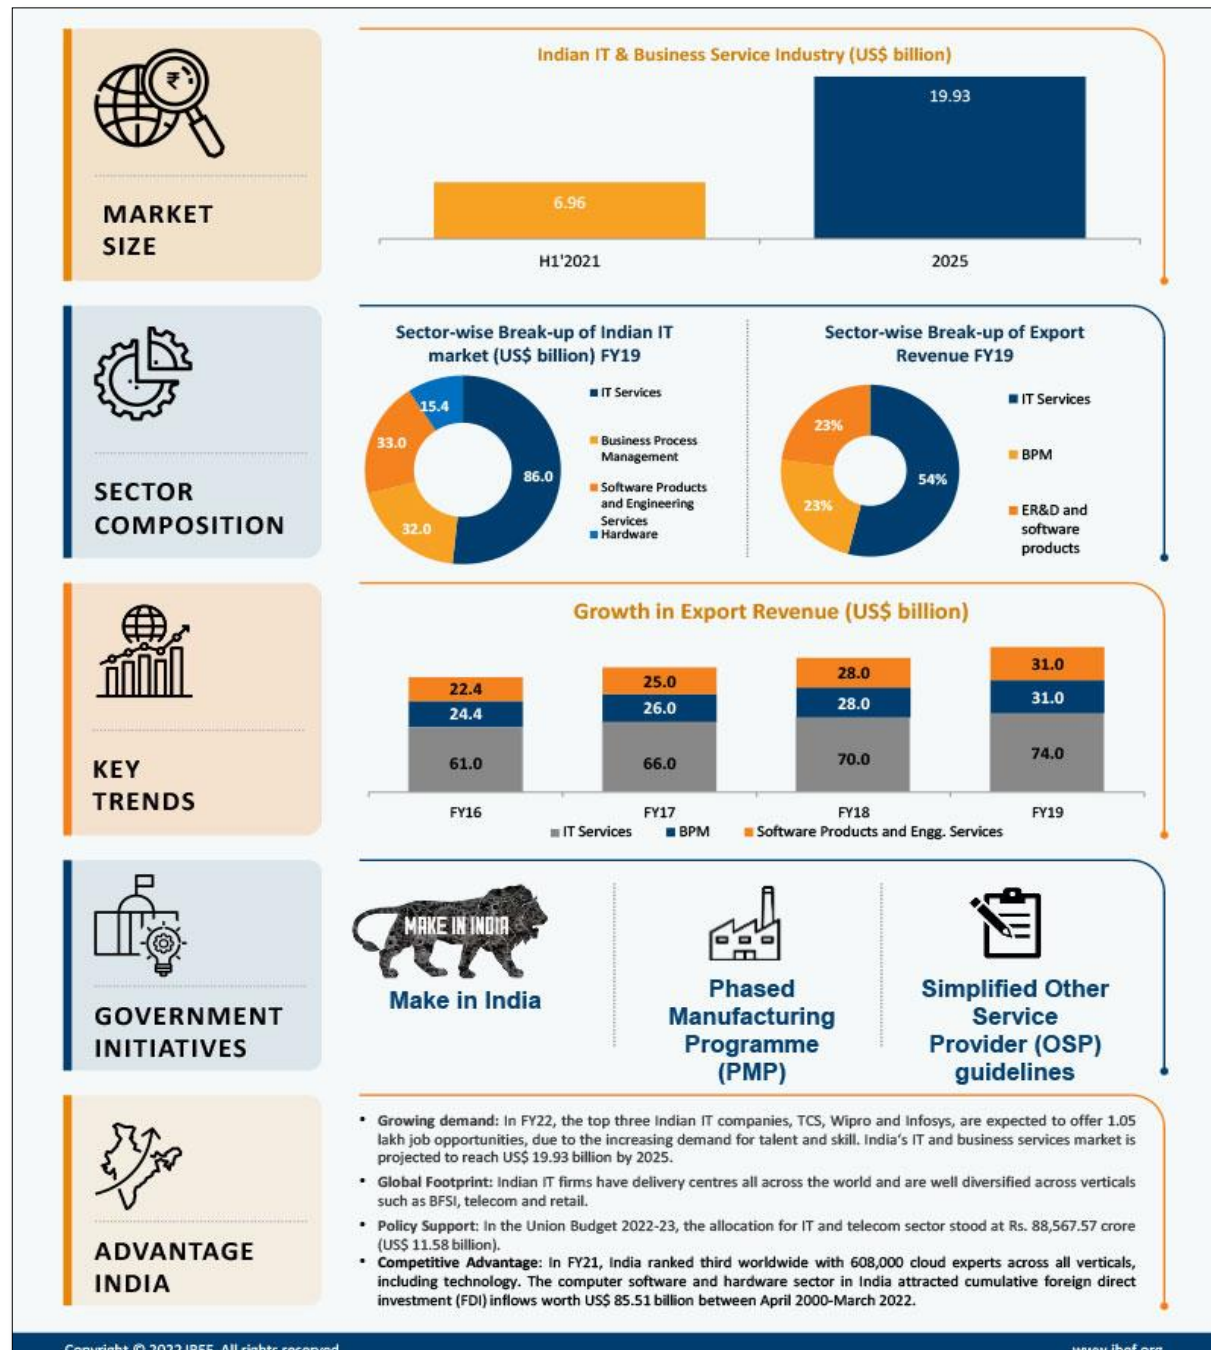 MARKET
SIZE
₹
Indian IT & Business Service Industry (US$ billion)
19.93
6.96
H1'2021
2025
SECTOR
COMPOSITION
Sector-wise Break-up of Indian IT
market (US$ billion) FY19
15.4
33.0
86.0
32.0
IT Services
Business Process
Management
Software Products
and Engineering
Services
Hardware
Sector-wise Break-up of Export
Revenue FY19
23%
54%
23%
IT Services
BPM
ER&D and
software
products
KEY
TRENDS
Growth in Export Revenue (US$ billion)
22.4
25.0
28.0
31.0
24.4
26.0
28.0
31.0
61.0
66.0
70.0
74.0
FY16
FY17
FY18
FY19
IT Services
BPM
Software Products and Engg. Services
GOVERNMENT
INITIATIVES
MAKE IN INDIA
Make in India
Phased
Manufacturing
Programme
(PMP)
Simplified Other
Service
Provider (OSP)
guidelines
ADVANTAGE
INDIA
• Growing demand: In FY22, the top three Indian IT companies, TCS, Wipro and Infosys, are expected to offer 1.05
lakh job opportunities, due to the increasing demand for talent and skill. India's IT and business services market is
projected to reach US$ 19.93 billion by 2025.
• Global Footprint: Indian IT firms have delivery centres all across the world and are well diversified across verticals
such as BFSI, telecom and retail.
• Policy Support: In the Union Budget 2022-23, the allocation for IT and telecom sector stood at Rs. 88,567.57 crore
(US$ 11.58 billion).
• Competitive Advantage: In FY21, India ranked third worldwide with 608,000 cloud experts across all verticals,
including technology. The computer software and hardware sector in India attracted cumulative foreign direct
investment (FDI) inflows worth US$ 85.51 billion between April 2000-March 2022.
Copyright © 2022 IBEF. All rights reserved
www.ibef.org